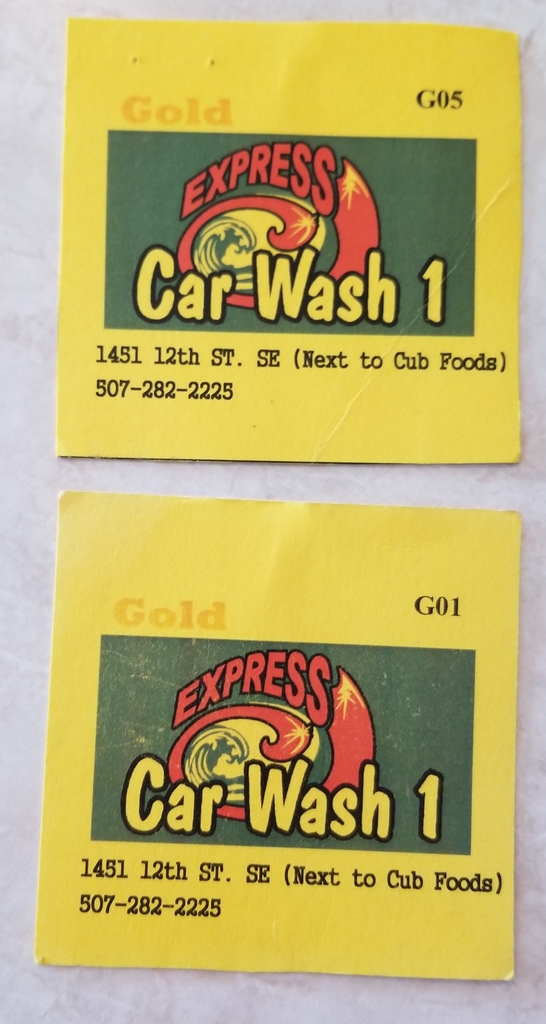 Gold G05
EXPRESS
Car Wash 1
1451 12th ST. SE (Next to Cub Foods)
507-282-2225
Gold G01
EXPRESS
Car Wash 1
1451 12th ST. SE (Next to Cub Foods)
507-282-2225